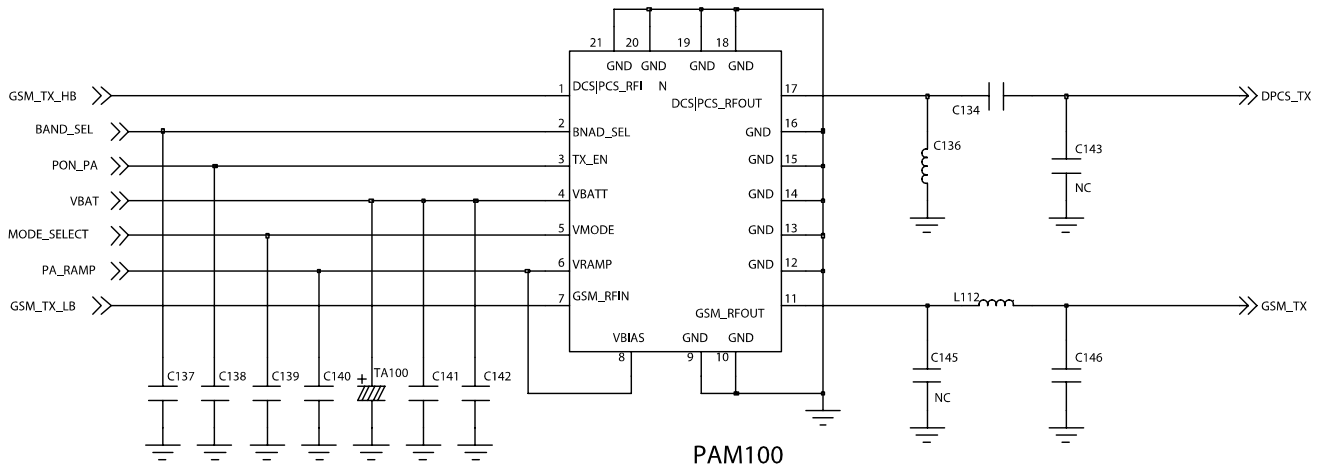 21 20 19 18
GND GND GND GND
GSM_TX_HB 1 DCS|PCS_RFI N
17 DPCS_TX
DCS|PCS_RFOUT
C134
BAND_SEL 2 BNAD_SEL
GND 16
C136 C143
PON_PA 3 TX_EN
GND 15
NC
VBAT 4 VBATT
GND 14
MODE_SELECT 5 VMODE
GND 13
PA_RAMP 6 VRAMP
GND 12
GSM_TX_LB 7 GSM_RFIN
11 L112 GSM_TX
GSM_RFOUT
VBIAS GND GND
8 9 10
C145 C146
C137 C138 C139 C140 + TA100 C141 C142
NC
PAM100